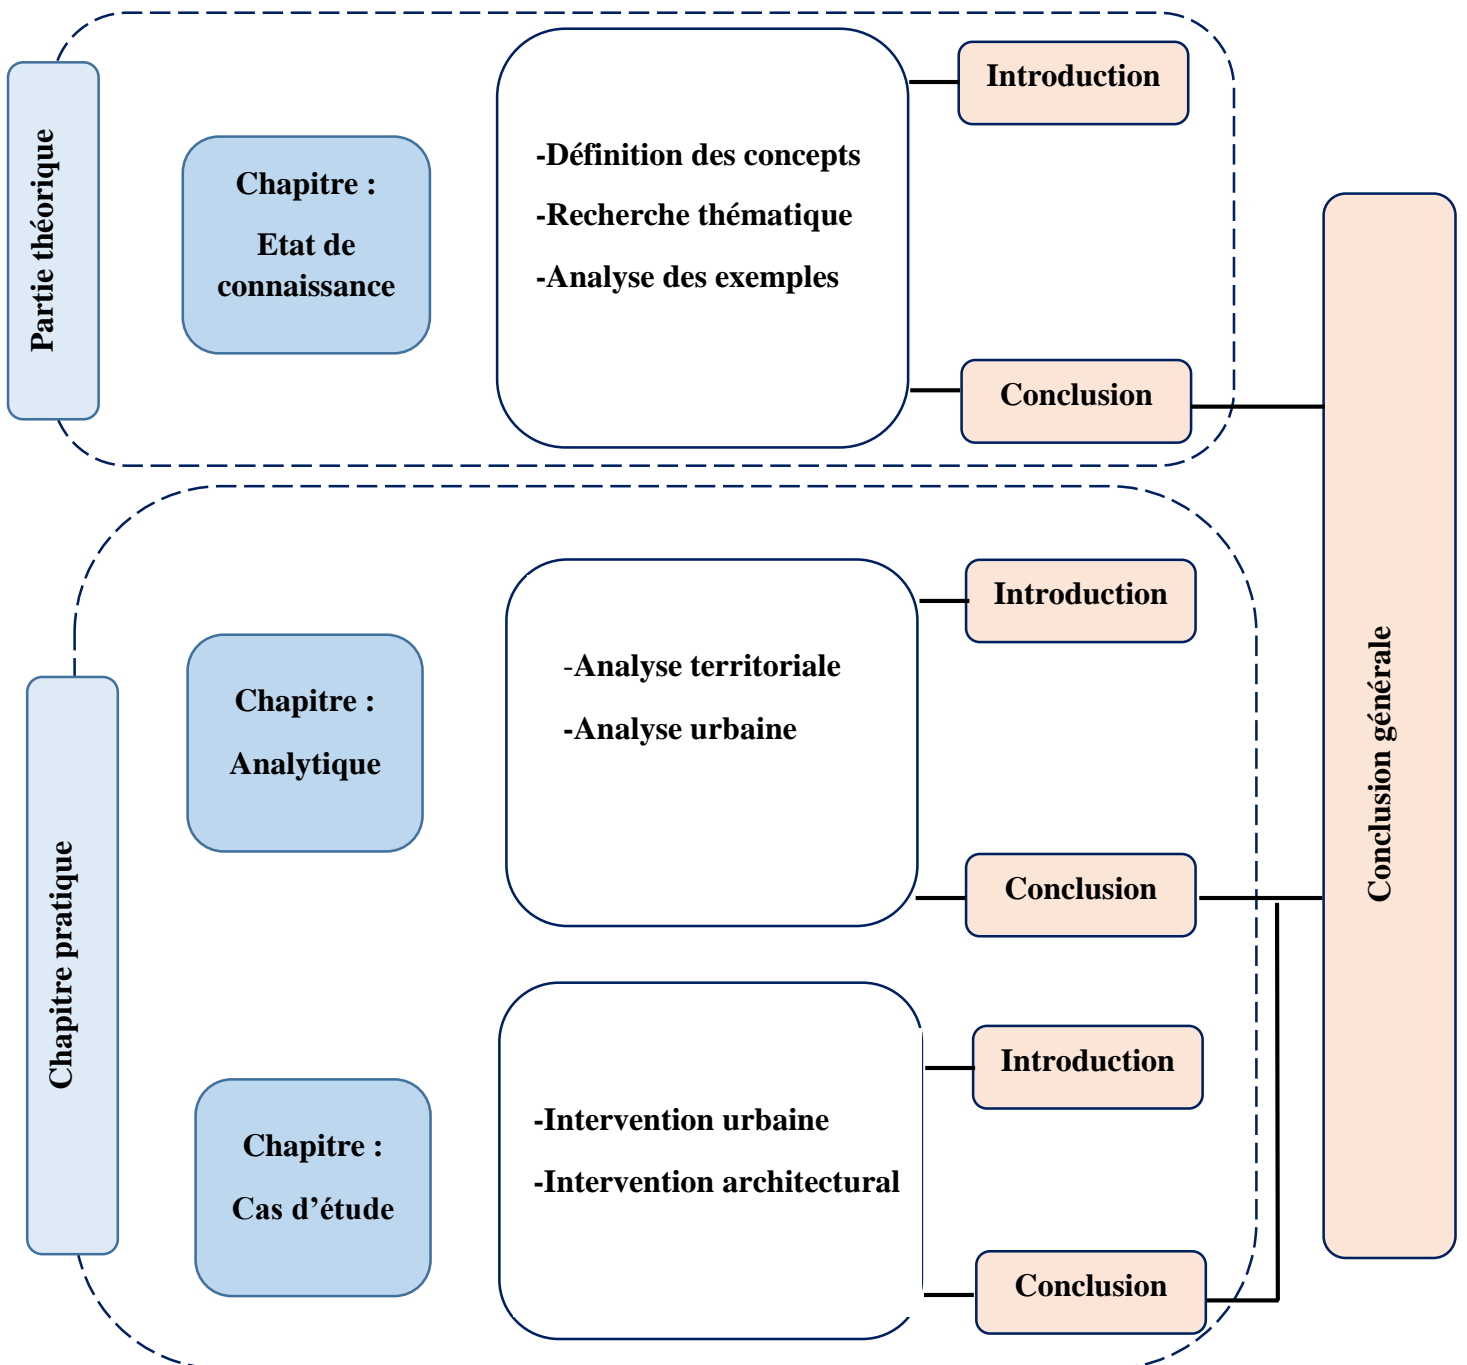 Partie théorique
Chapitre :
Etat de
connaissance
-Définition des concepts
-Recherche thématique
-Analyse des exemples
Introduction
Conclusion
Chapitre pratique
Chapitre :
Analytique
-Analyse territoriale
-Analyse urbaine
Introduction
Conclusion
Chapitre :
Cas d’étude
-Intervention urbaine
-Intervention architectural
Introduction
Conclusion
Conclusion générale